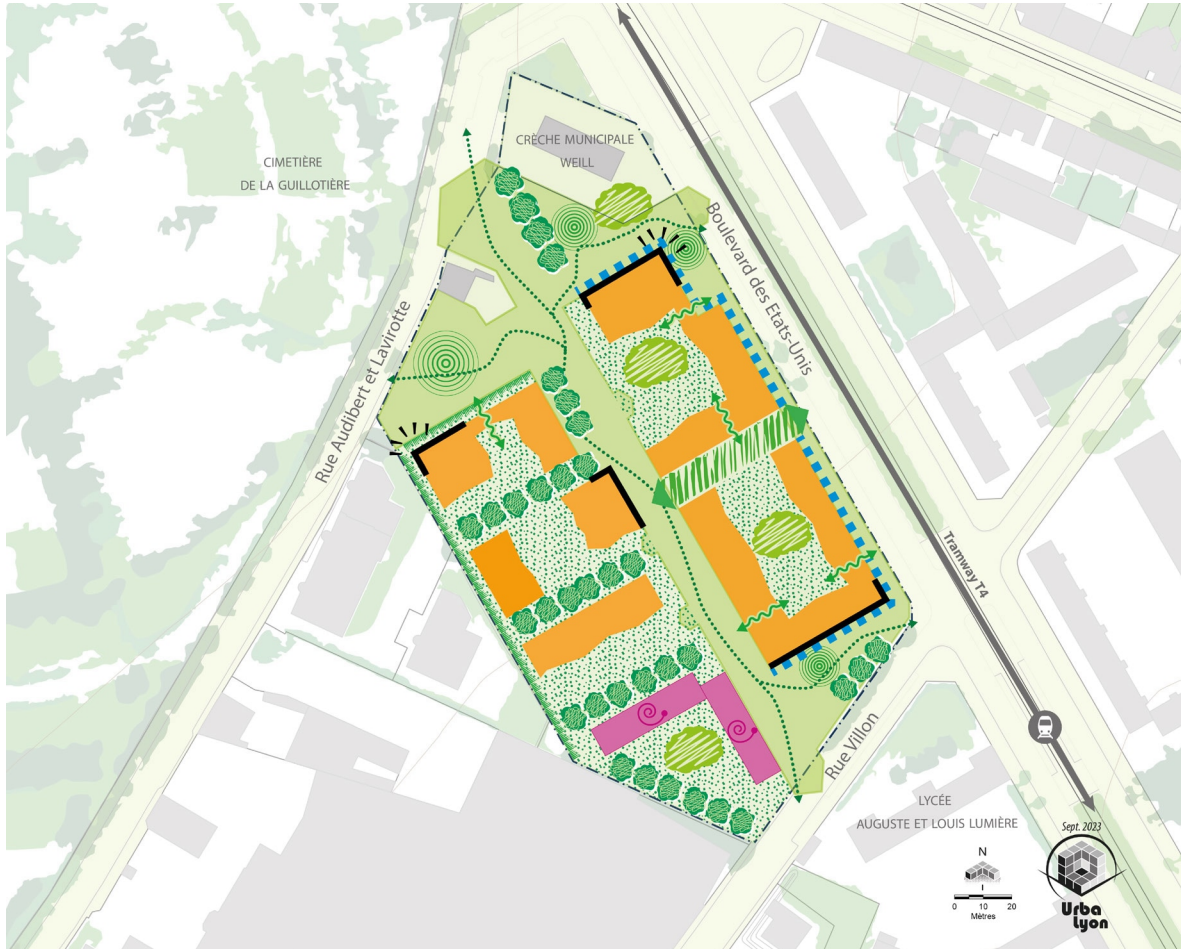 CRÈCHE MUNICIPALE
WEILL
CIMETIÈRE
DE LA GUILLOTIÈRE
Boulevard des Etats-Unis
Rue Audibert et Lavirotte
Tramway T4
Rue Villon
LYCÉE
AUGUSTE ET LOUIS LUMIÈRE
Sept. 2023
N
0 10 20
Mètres
Urba
Lyon